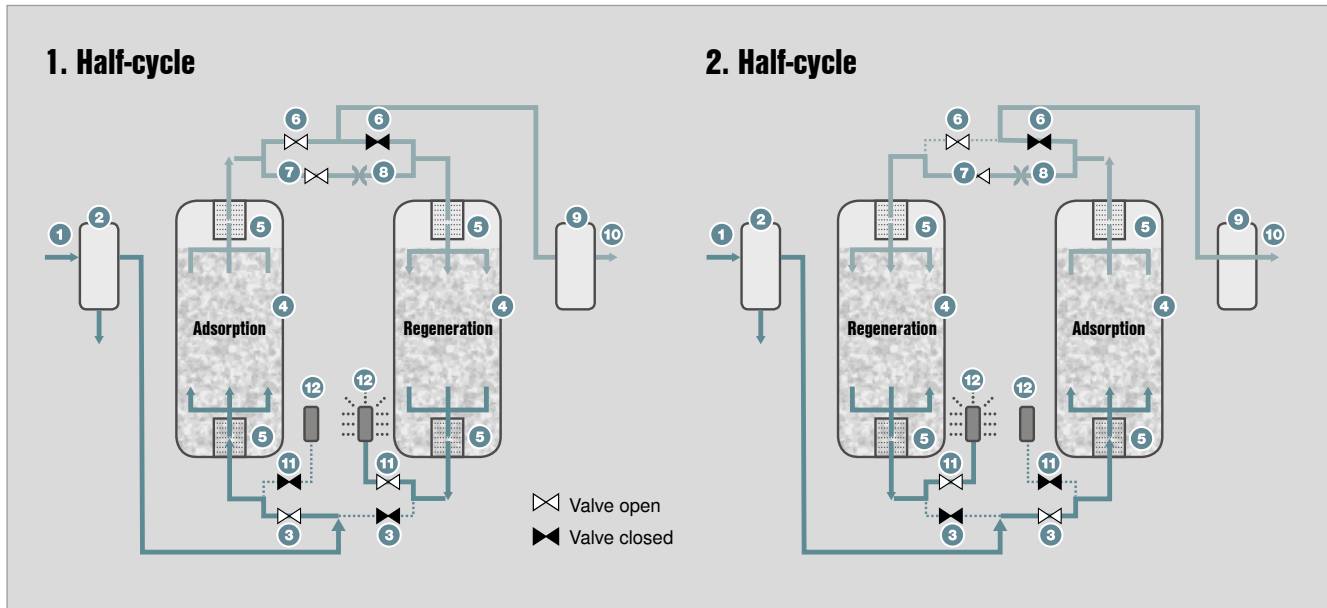 1. Half-cycle
6 6
7 8
1 2 5 5 9 10
4 4
Adsorption Regeneration
12 12
5 5
11 11
3 3
Valve open
Valve closed
2. Half-cycle
6 6
7 8
1 2 5 5 9 10
4 4
Regeneration Adsorption
12 12
5 5
11 11
3 3